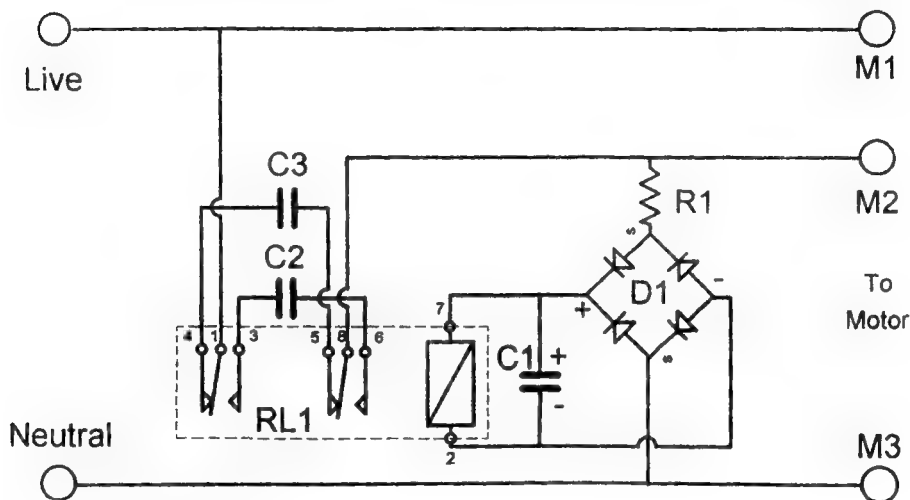 Live
M1
C3
M2
R1
C2
s
D1
To
Motor
4 1 3
5 8 6
7
+
-
C1 +
-
s
RL1
2
Neutral
M3